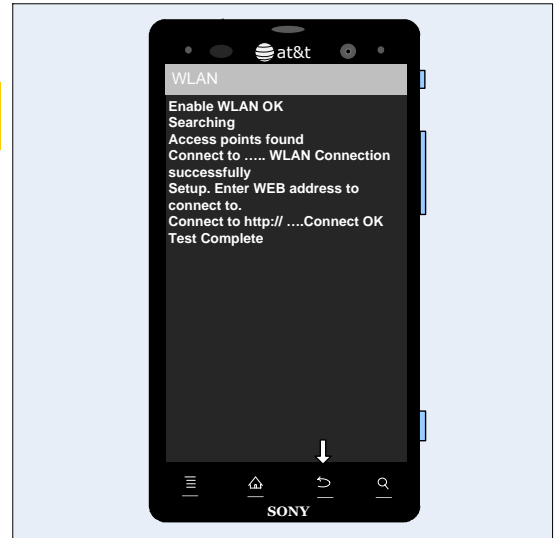 at&t
WLAN
Enable WLAN OK
Searching
Access points found
Connect to ..... WLAN Connection
successfully
Setup. Enter WEB address to
connect to.
Connect to http:// ....Connect OK
Test Complete
SONY